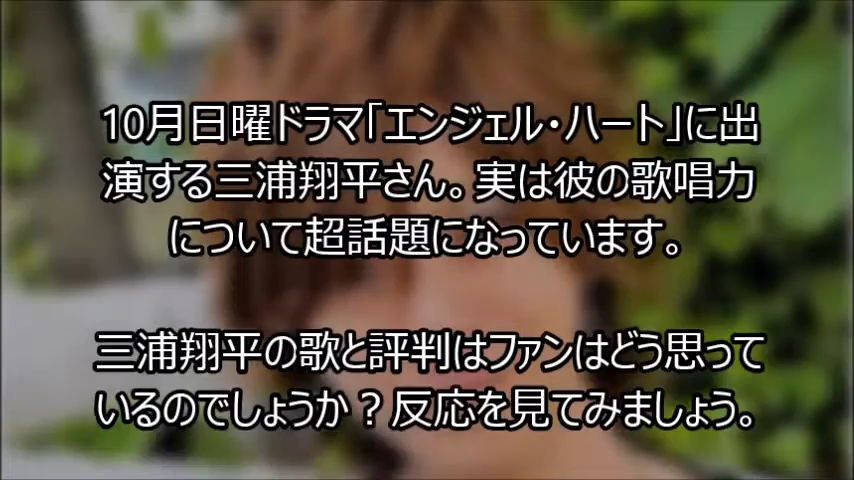 10月日曜ドラマ｢エンジェル・ハート｣に出
演する三浦翔平さん。実は彼の歌唱力
について超話題になっています。
三浦翔平の歌と評判はファンはどう思って
いるのでしょうか？反応を見てみましょう。